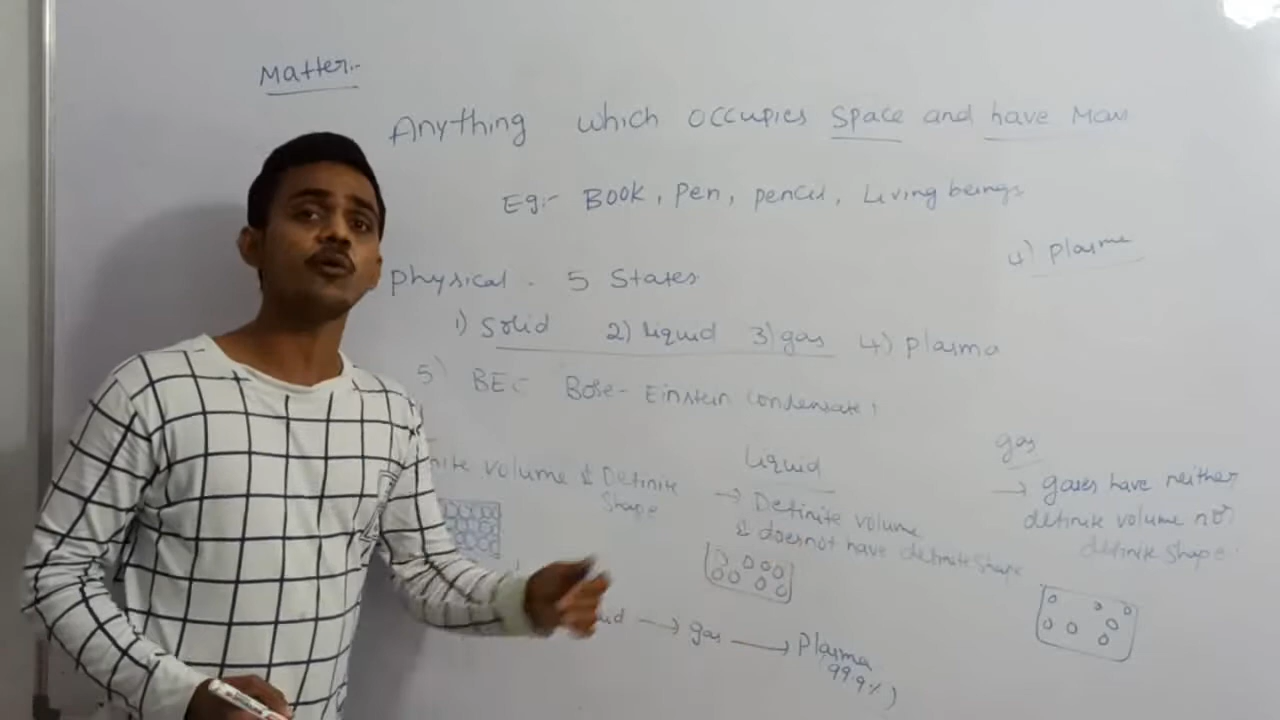 Matter:-
Anything which occupies space and have Mass
Eg:- Book, Pen, pencil, Living beings
4) Plasma
Physical - 5 States
1) Solid 2) Liquid 3) gas 4) Plasma
5) BEC Bose-Einstein condensate
volume & Definite
Shape
Liquid
→ Definite volume
& doesnot have definite shape
gas
→ gases have neither
definite volume nor
definite shape.
→ gas → Plasma
99.9%)